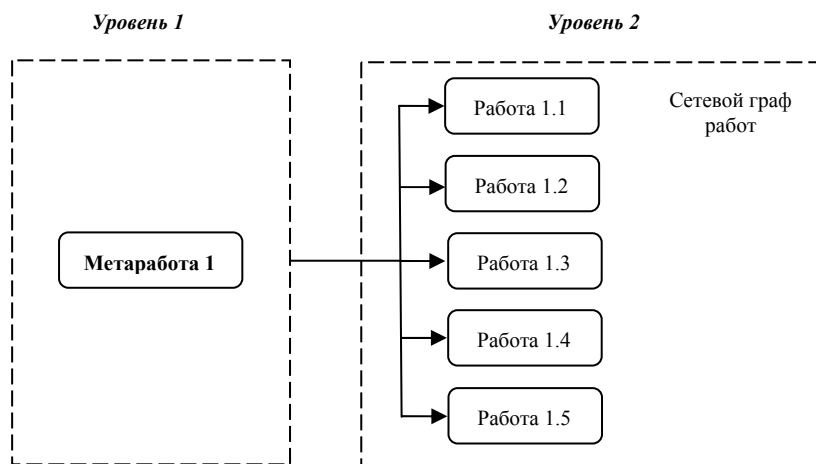 Уровень 1
Уровень 2
Работа 1.1
Сетевой граф
работ
Работа 1.2
Метаработа 1
Работа 1.3
Работа 1.4
Работа 1.5